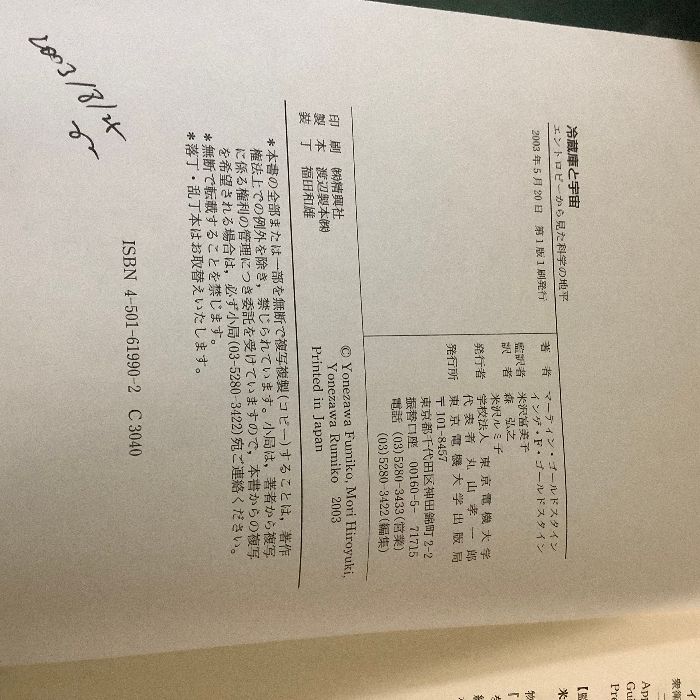 冷蔵庫と宇宙
エントロピーから見た科学の地平
2003年5月20日 第1版1刷発行
著 者 マーティン・ゴールドスタイン
インゲ・F・ゴールドスタイン
監訳者 米沢富美子
訳 者 森 弘之
米沢ルミ子
発行者 学校法人 東京電機大学
代表者 丸山孝一郎
発行所 東京電機大学出版局
〒101-8457
東京都千代田区神田錦町2-2
振替口座 00160-5- 71715
電話 (03)5280-3433(営業)
(03)5280-3422(編集)
印 刷 ㈱精興社
製 本 渡辺製本㈱
装 丁 福田和雄
© Yonezawa Fumiko, Mori Hiroyuki,
Yonezawa Rumiko 2003
Printed in Japan
*本書の全部または一部を無断で複写複製(コピー)することは，著作
権法上での例外を除き，禁じられています。小局は，著者から複写
に係る権利の管理につき委託を受けていますので，本書からの複写
を希望される場合は，必ず小局(03-5280-3422)宛ご連絡ください。
*無断で転載することを禁じます。
*落丁・乱丁本はお取替えいたします。
ISBN 4-501-61990-2 C 3040